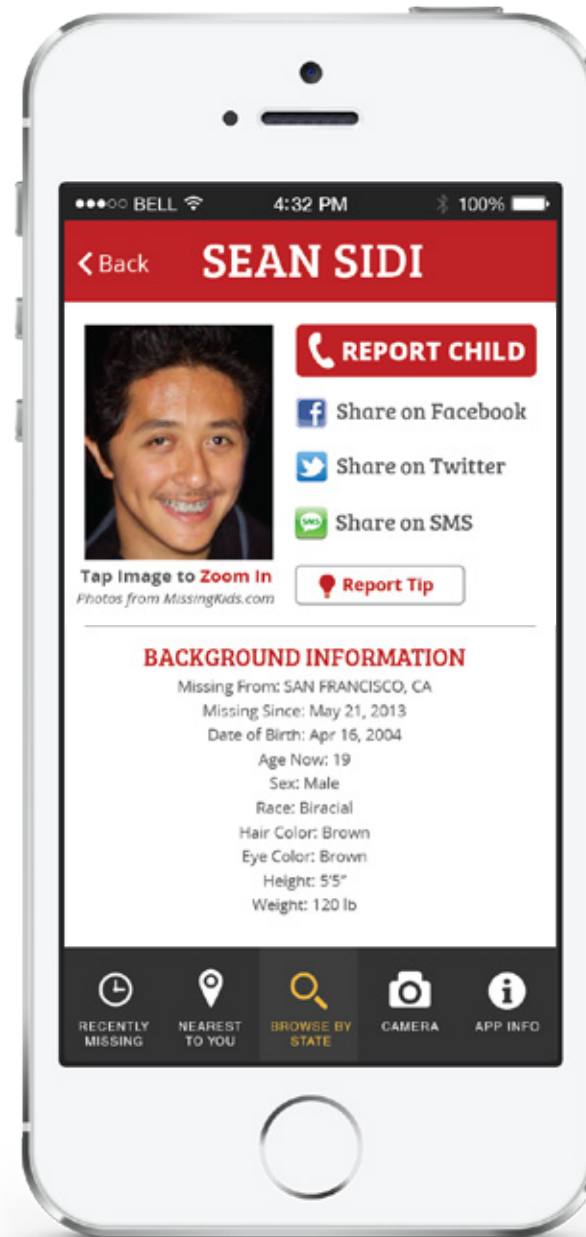 BELL 4:32 PM 100%
Back SEAN SIDI
REPORT CHILD
f Share on Facebook
Share on Twitter
SMS Share on SMS
Tap Image to Zoom In
Photos from MissingKids.com
Report Tip
BACKGROUND INFORMATION
Missing From: SAN FRANCISCO, CA
Missing Since: May 21, 2013
Date of Birth: Apr 16, 2004
Age Now: 19
Sex: Male
Race: Biracial
Hair Color: Brown
Eye Color: Brown
Height: 5'5"
Weight: 120 lb
RECENTLY
MISSING
NEAREST
TO YOU
BROWSE BY
STATE
CAMERA
APP INFO